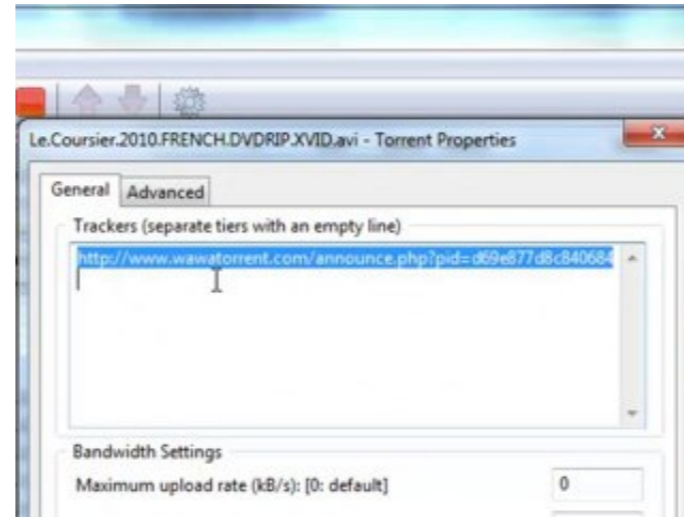 Le.Coursier.2010.FRENCH.DVDRIP.XVID.avi - Torrent Properties
General Advanced
Trackers (separate tiers with an empty line)
http://www.wawatorrent.com/announce.php?pid=d69e877d8c840684
Bandwidth Settings
Maximum upload rate (kB/s): [0: default] 0